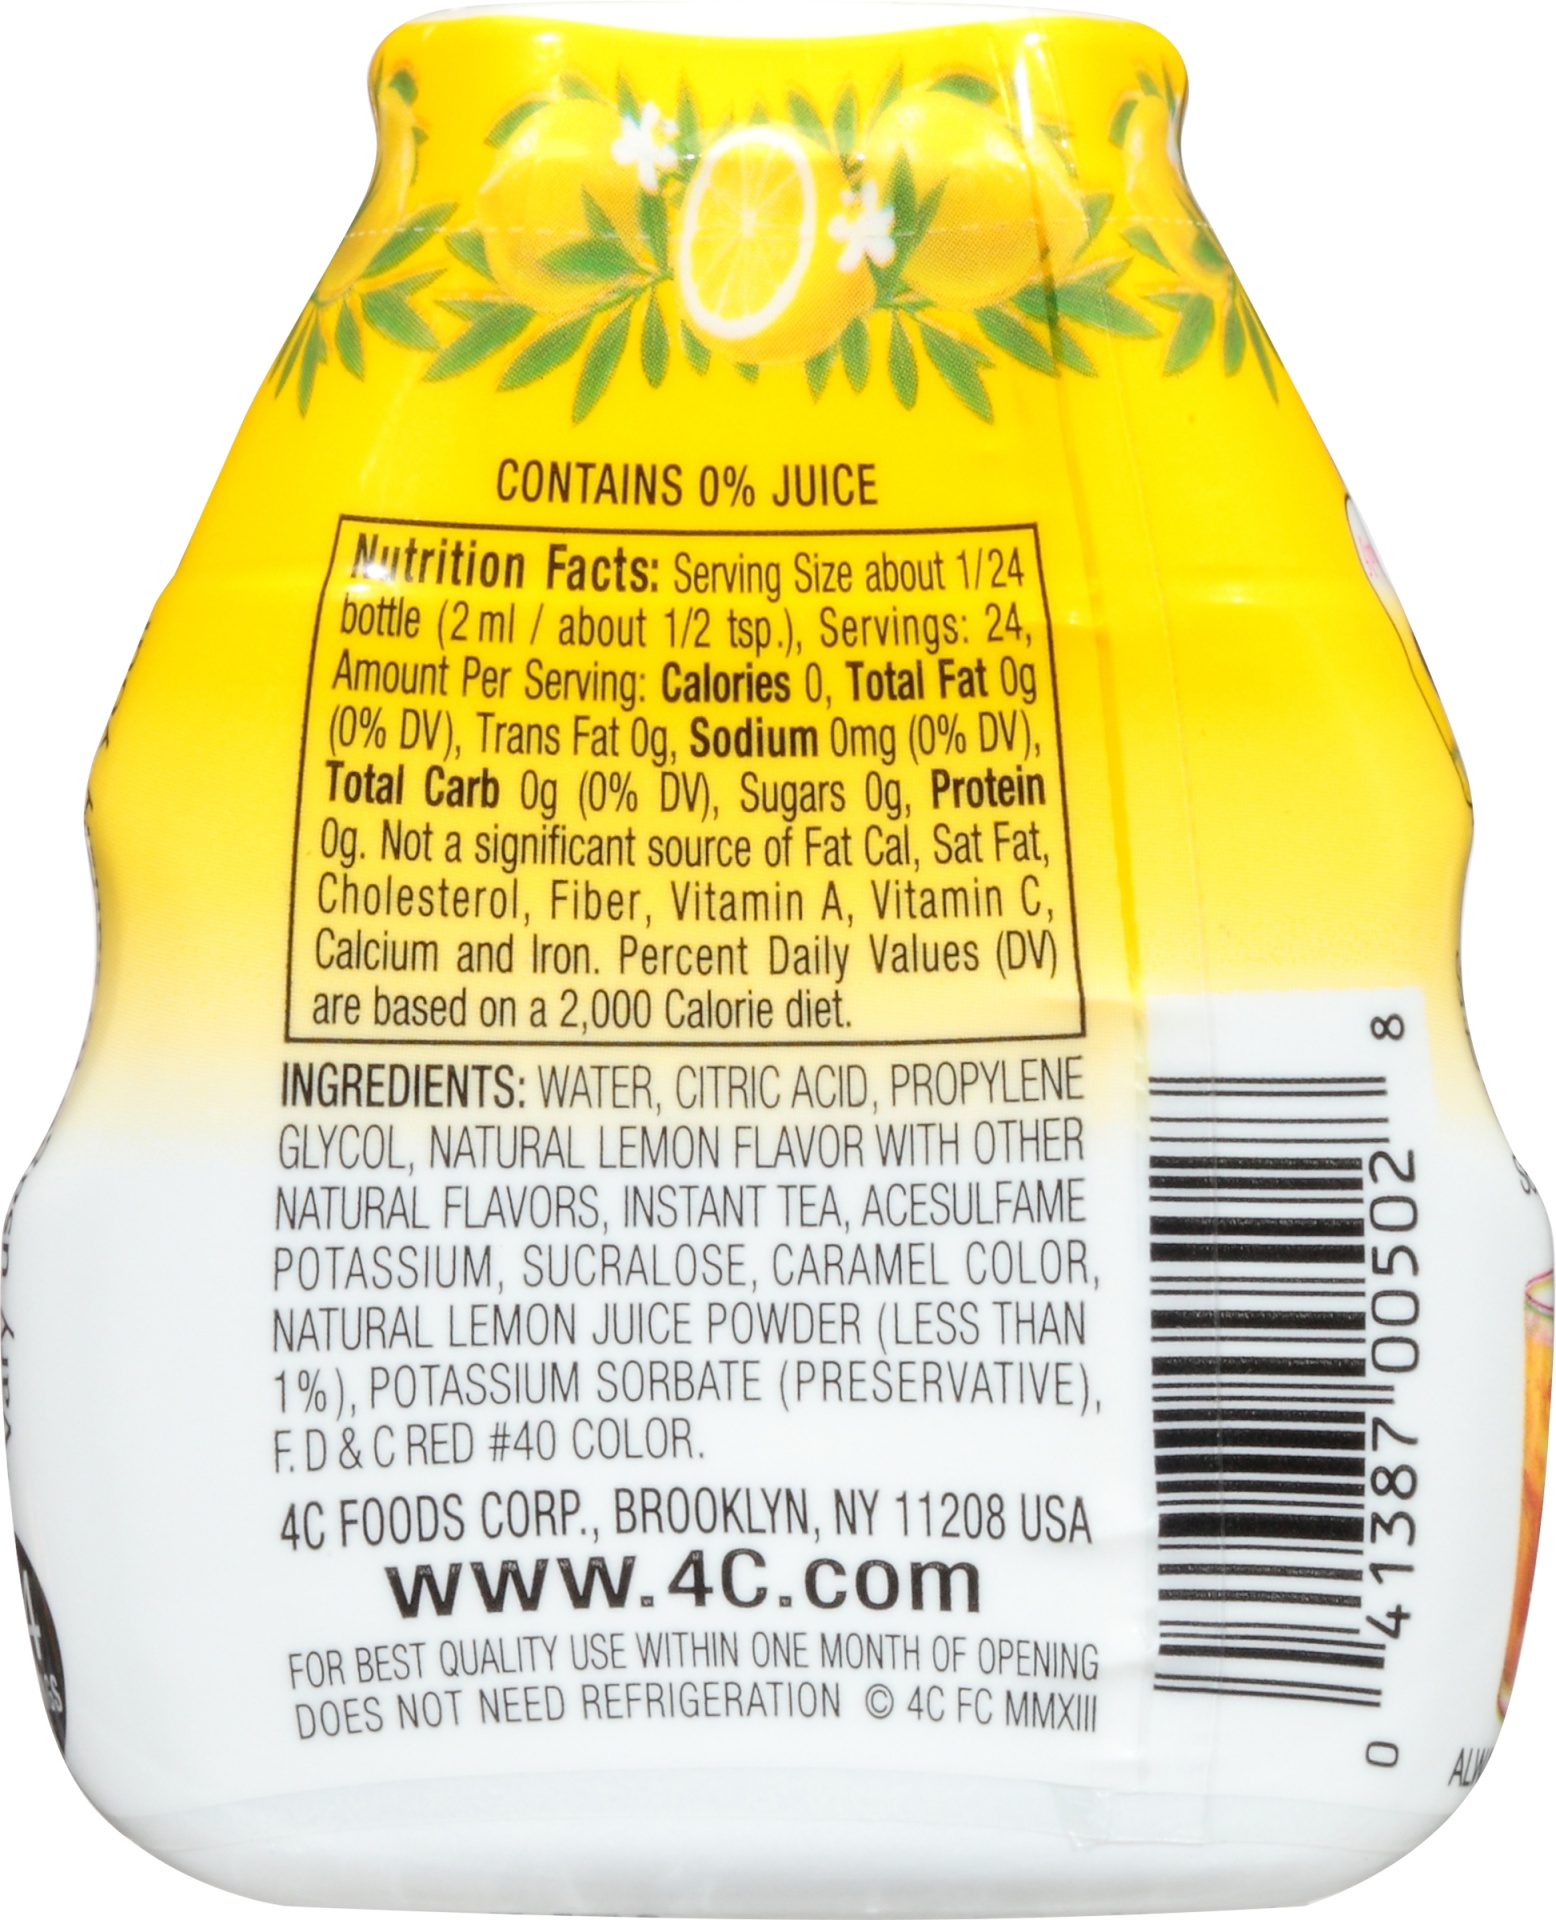 CONTAINS 0% JUICE
Nutrition Facts: Serving Size about 1/24
bottle (2 ml / about 1/2 tsp.), Servings: 24,
Amount Per Serving: Calories 0, Total Fat 0g
(0% DV), Trans Fat 0g, Sodium 0mg (0% DV),
Total Carb 0g (0% DV), Sugars 0g, Protein
0g. Not a significant source of Fat Cal, Sat Fat,
Cholesterol, Fiber, Vitamin A, Vitamin C,
Calcium and Iron. Percent Daily Values (DV)
are based on a 2,000 Calorie diet.
INGREDIENTS: WATER, CITRIC ACID, PROPYLENE
GLYCOL, NATURAL LEMON FLAVOR WITH OTHER
NATURAL FLAVORS, INSTANT TEA, ACESULFAME
POTASSIUM, SUCRALOSE, CARAMEL COLOR,
NATURAL LEMON JUICE POWDER (LESS THAN
1%), POTASSIUM SORBATE (PRESERVATIVE),
F. D & C RED #40 COLOR.
4C FOODS CORP., BROOKLYN, NY 11208 USA
www.4C.com
FOR BEST QUALITY USE WITHIN ONE MONTH OF OPENING
DOES NOT NEED REFRIGERATION © 4C FC MMXIII
0 41387 00502 8